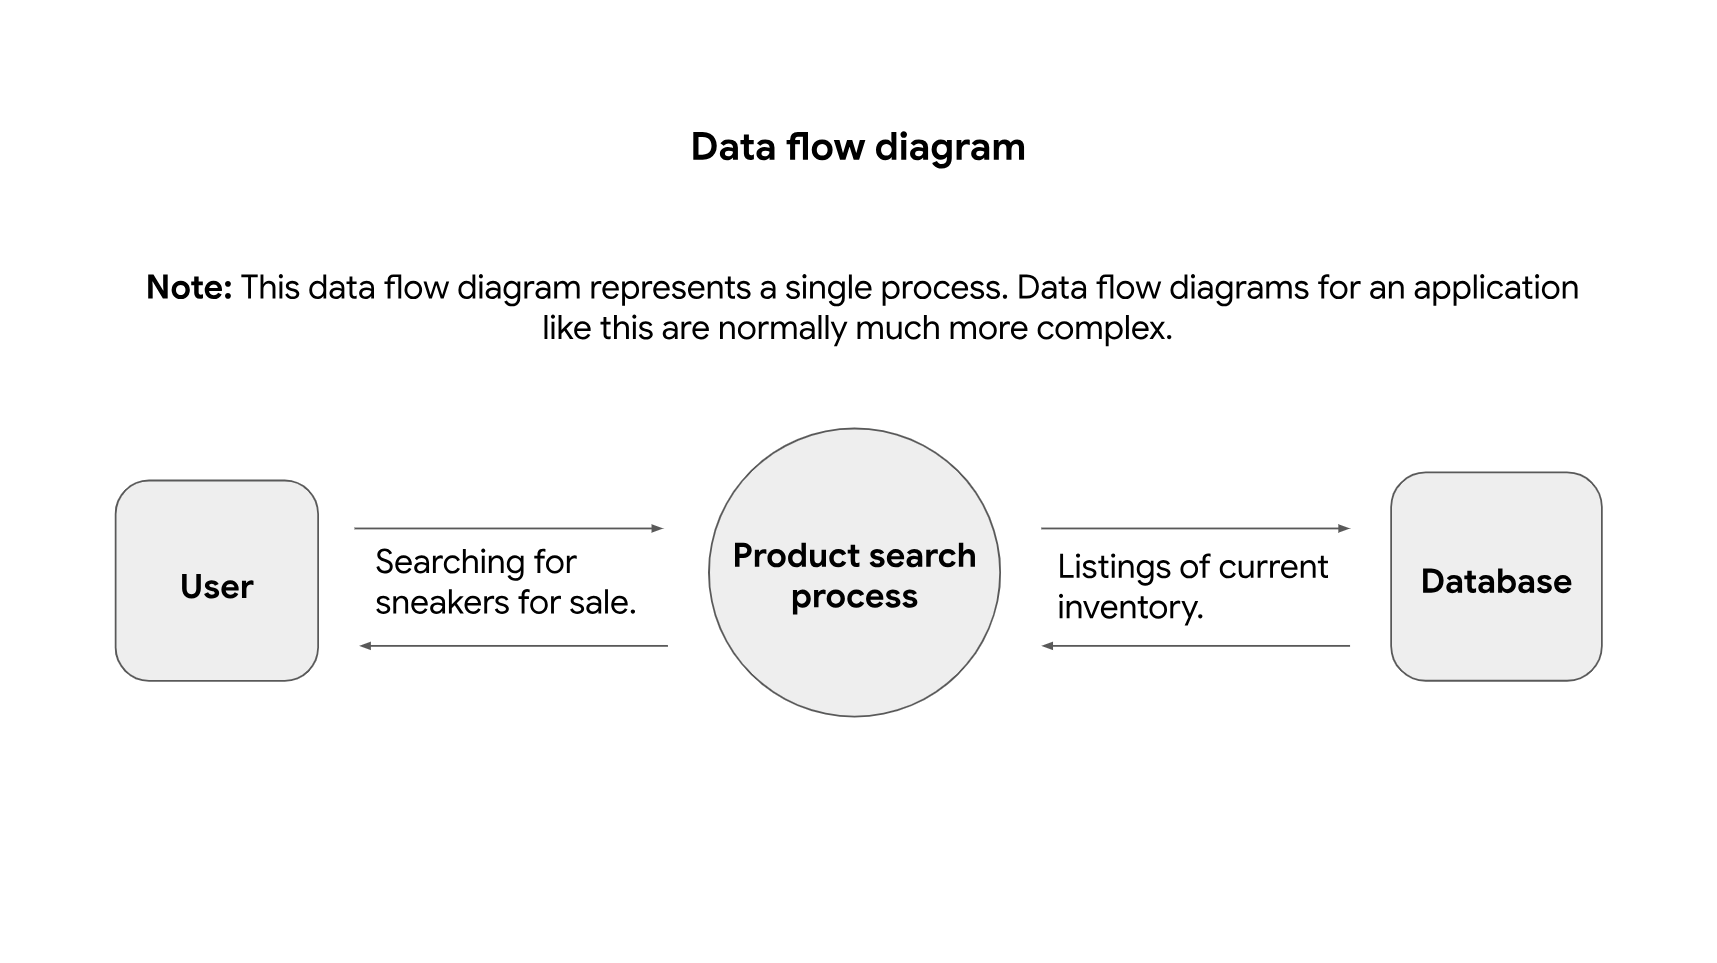 Data flow diagram
Note: This data flow diagram represents a single process. Data flow diagrams for an application
like this are normally much more complex.
User
Searching for
sneakers for sale.
Product search
process
Listings of current
inventory.
Database